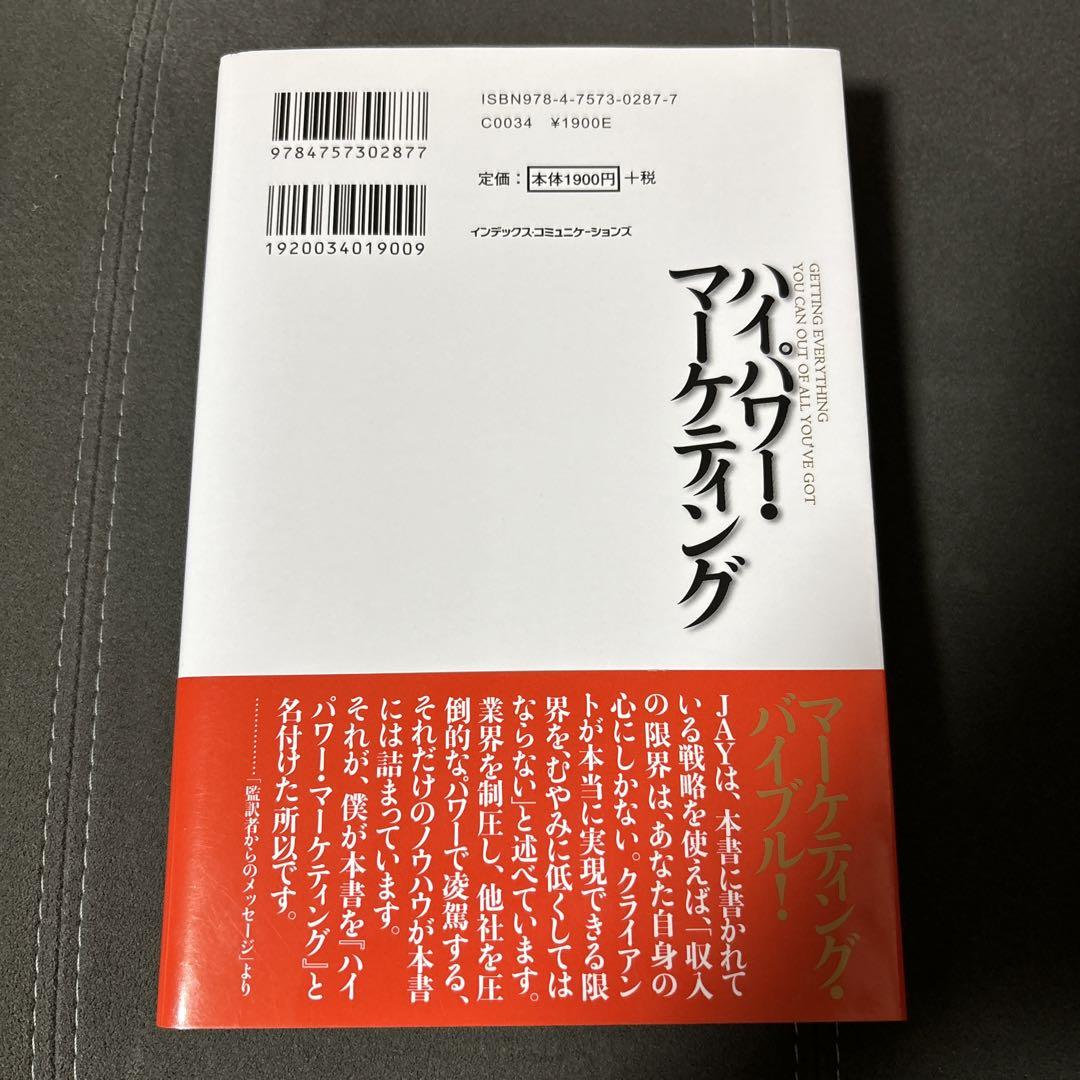 ISBN978-4-7573-0287-7
C0034 ¥1900E
9784757302877
定価：本体1900円＋税
1920034019009
インデックス・コミュニケーションズ
GETTING EVERYTHING
YOU CAN OUT OF ALL YOU'VE GOT
ハイパワー・
マーケティング
マーケティング・
バイブル！
JAYは、本書に書かれて
いる戦略を使えば、「収入
の限界は、あなた自身の
心にしかない。クライアン
トが本当に実現できる限
界を、むやみに低くしては
ならない」と述べています。
業界を制圧し、他社を圧
倒的なパワーで凌駕する、
それだけのノウハウが本書
には詰まっています。
それが、僕が本書を『ハイ
パワー・マーケティング』と
名付けた所以です。
……………「監訳者からのメッセージ」より